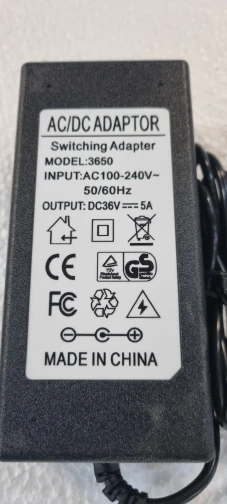 AC/DC ADAPTOR
Switching Adapter
MODEL:3650
INPUT:AC100-240V~
50/60Hz
OUTPUT: DC36V⎓5A
CE
GS
FC
MADE IN CHINA